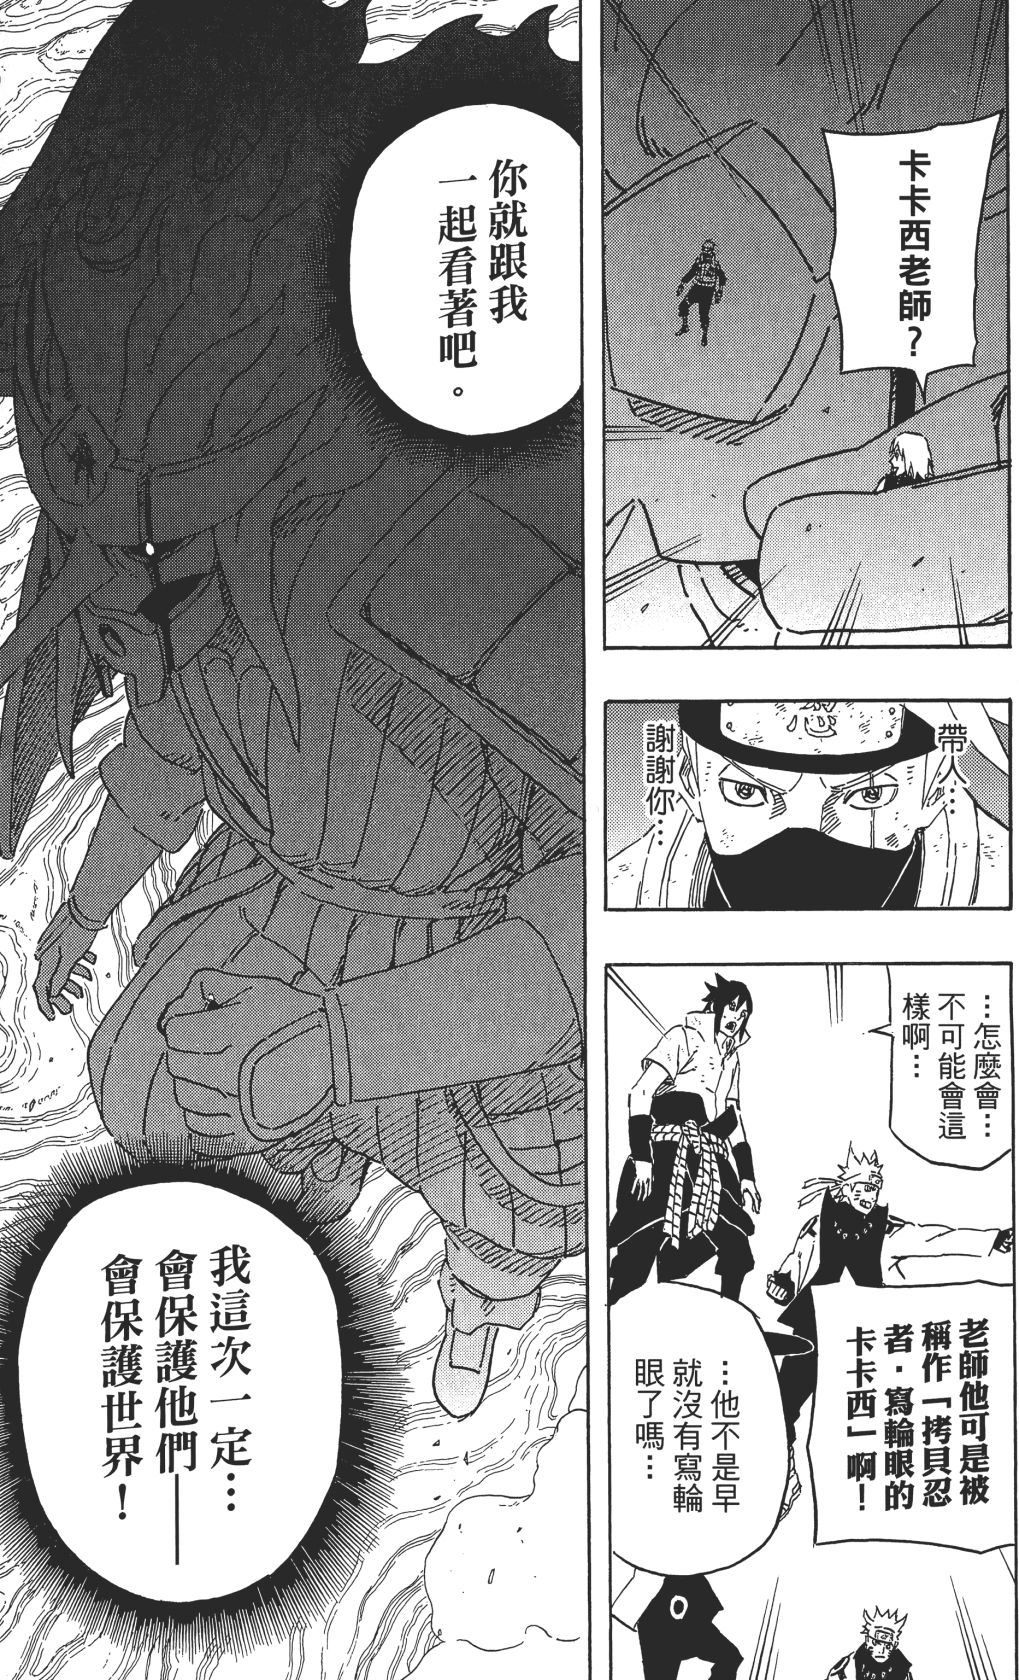 卡卡西老師？
帶人…
謝謝你…
…怎麼會…
不可能會這
樣啊…
老師他可是被
稱作「拷貝忍
者・寫輪眼的
卡卡西」啊！
…他不是早
就沒有寫輪
眼了嗎…
你就跟我
一起看著吧。
我這次一定…
會保護他們——
會保護世界！